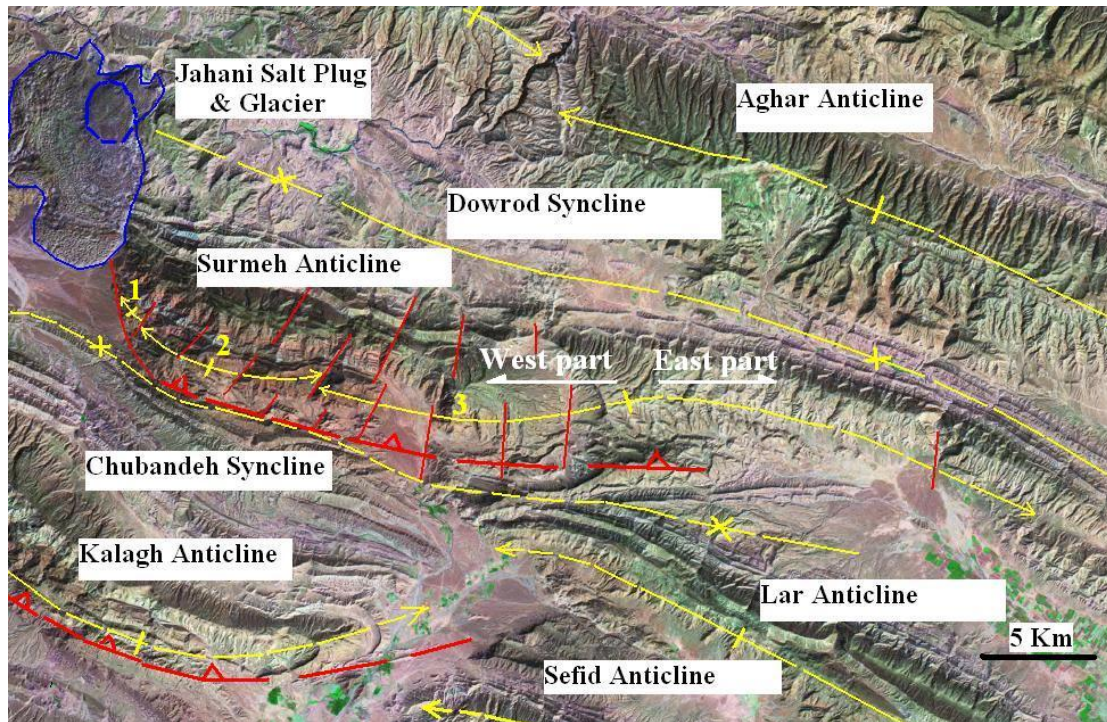 Jahani Salt Plug
& Glacier
Aghar Anticline
Dowrod Syncline
Surmeh Anticline
1
2
West part
East part
3
Chubandeh Syncline
Kalagh Anticline
Lar Anticline
5 Km
Sefid Anticline